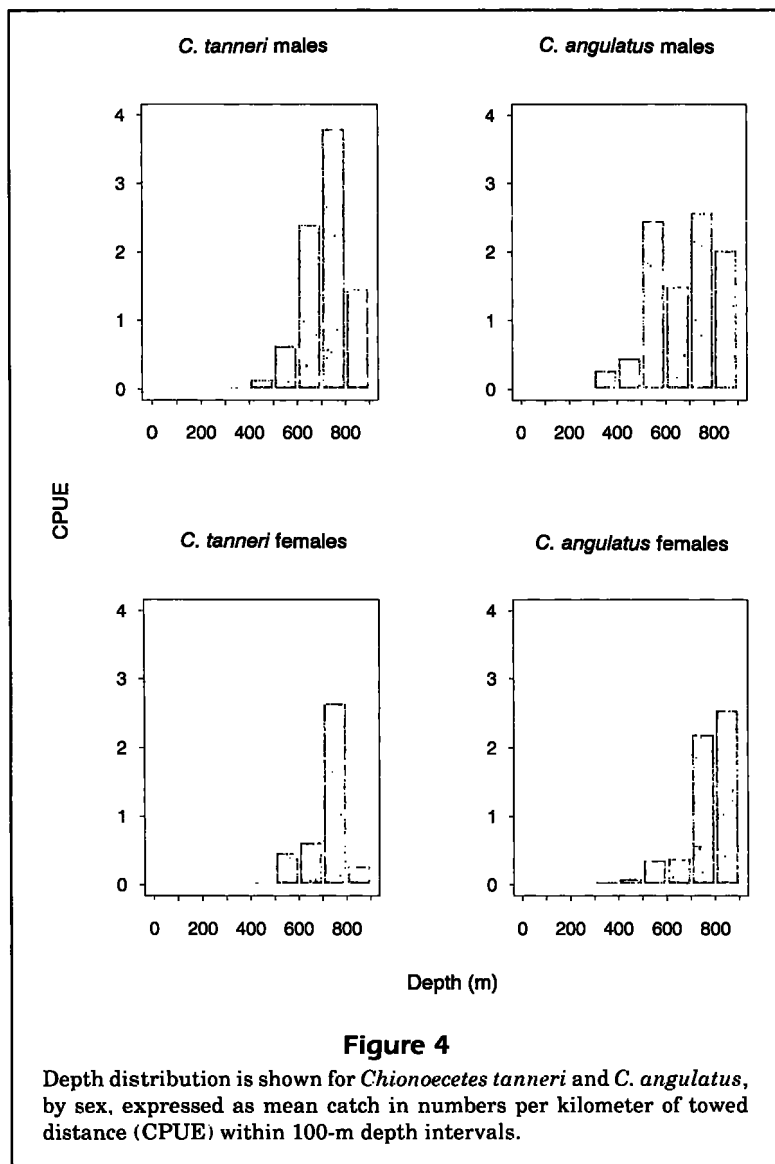 C. tanneri males
C. angulatus males
4
3
2
1
0
0 200 400 600 800
4
3
2
1
0
0 200 400 600 800
CPUE
C. tanneri females
C. angulatus females
4
3
2
1
0
0 200 400 600 800
4
3
2
1
0
0 200 400 600 800
Depth (m)
Figure 4
Depth distribution is shown for Chionoecetes tanneri and C. angulatus,
by sex, expressed as mean catch in numbers per kilometer of towed
distance (CPUE) within 100-m depth intervals.